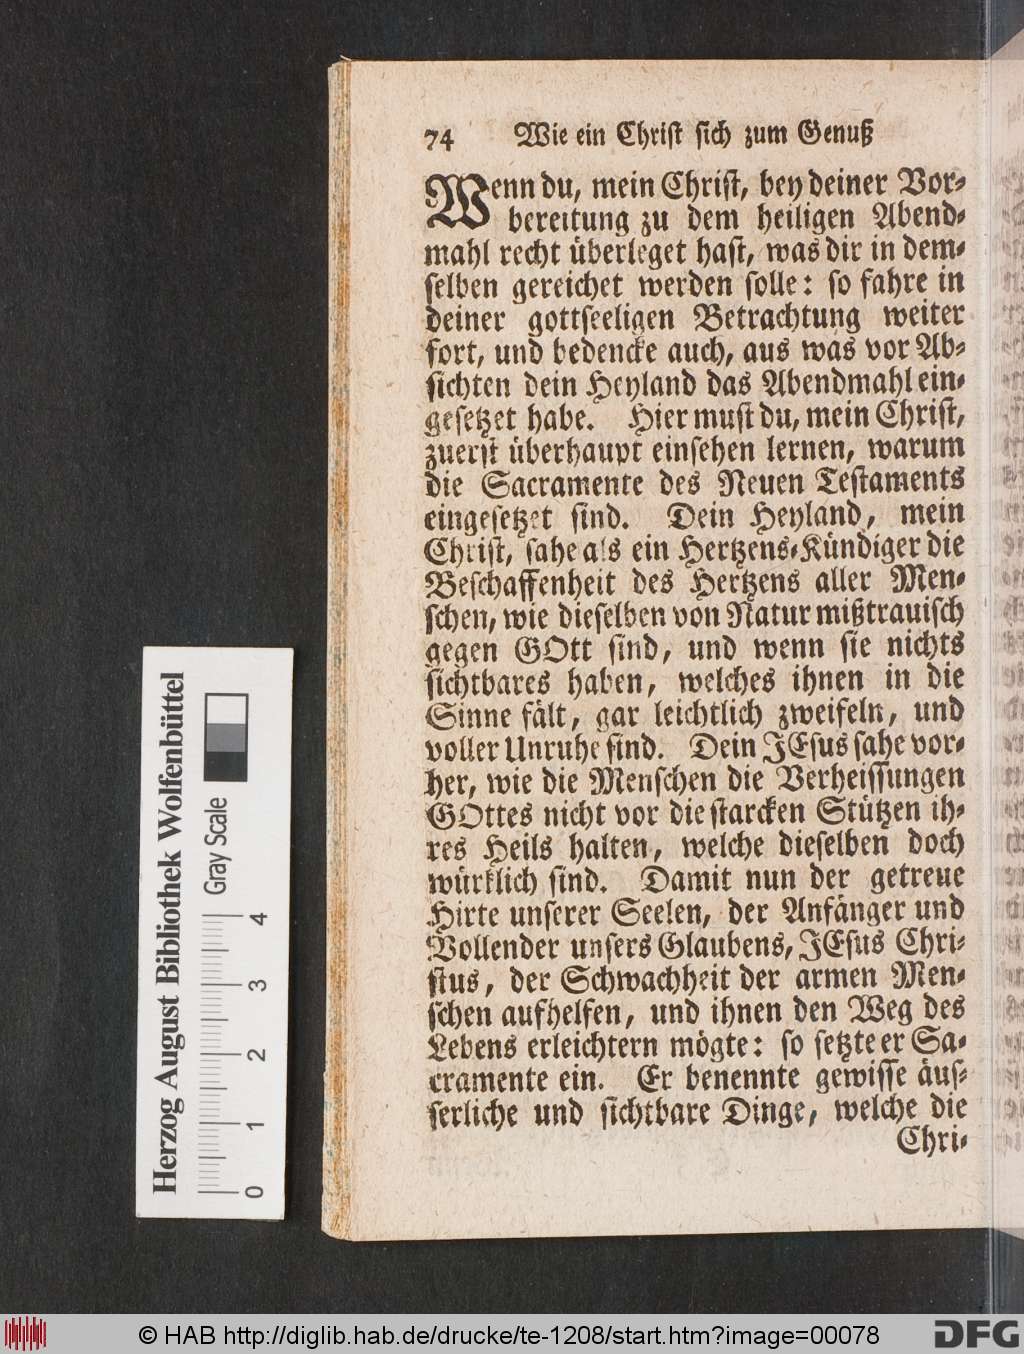 74 Wie ein Christ sich zum Genuß
Wenn du, mein Christ, bey deiner Vor-
bereitung zu dem heiligen Abend-
mahl recht überleget hast, was dir in dem-
selben gereichet werden solle: so fahre in
deiner gottseeligen Betrachtung weiter
fort, und bedencke auch, aus was vor Ab-
sichten dein Heyland das Abendmahl ein-
gesetzet habe. Hier must du, mein Christ,
zuerst überhaupt einsehen lernen, warum
die Sacramente des Neuen Testaments
eingesetzet sind. Dein Heyland, mein
Christ, sahe als ein Hertzens-Kündiger die
Beschaffenheit des Hertzens aller Men-
schen, wie dieselben von Natur mißtrauisch
gegen GOtt sind, und wenn sie nichts
sichtbares haben, welches ihnen in die
Sinne fält, gar leichtlich zweifeln, und
voller Unruhe sind. Dein JEsus sahe vor-
her, wie die Menschen die Verheissungen
GOttes nicht vor die starcken Stützen ih-
res Heils halten, welche dieselben doch
würklich sind. Damit nun der getreue
Hirte unserer Seelen, der Anfänger und
Vollender unsers Glaubens, JEsus Chri-
stus, der Schwachheit der armen Men-
schen aufhelfen, und ihnen den Weg des
Lebens erleichtern mögte: so setzte er Sa-
cramente ein. Er benennte gewisse äus-
serliche und sichtbare Dinge, welche die
Chri-
Herzog August Bibliothek Wolfenbüttel
Gray Scale
0 1 2 3 4
© HAB http://diglib.hab.de/drucke/te-1208/start.htm?image=00078
DFG